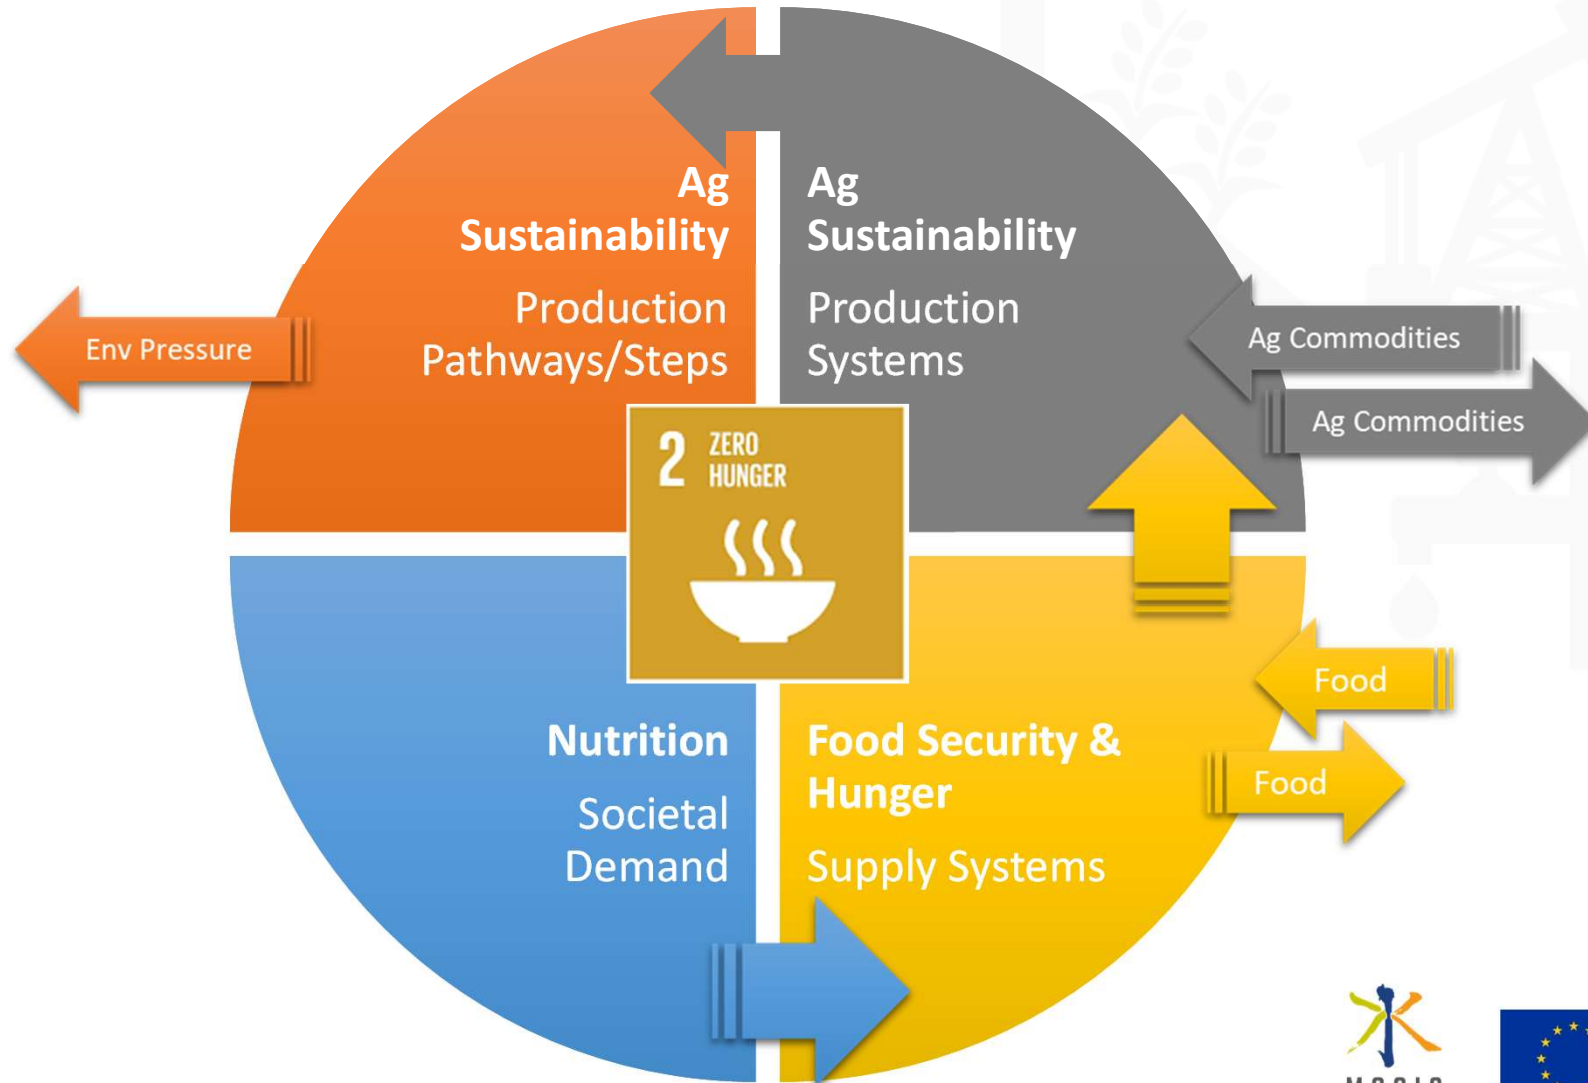 Ag
Sustainability
Production
Pathways/Steps
Ag
Sustainability
Production
Systems
Env Pressure
Ag Commodities
Ag Commodities
2 ZERO
HUNGER
Food
Food
Nutrition
Societal
Demand
Food Security &
Hunger
Supply Systems